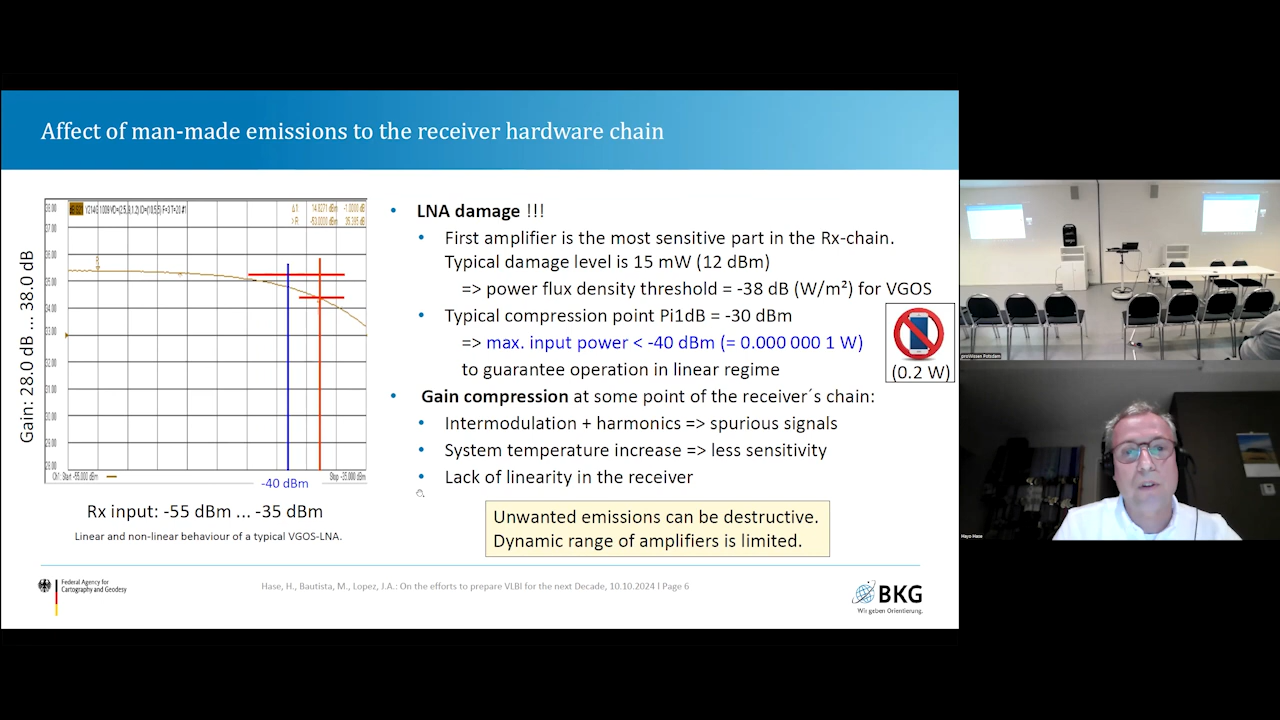 Affect of man-made emissions to the receiver hardware chain
Gain: 28.0 dB ... 38.0 dB
-40 dBm
Rx input: -55 dBm ... -35 dBm
Linear and non-linear behaviour of a typical VGOS-LNA.
• LNA damage !!!
• First amplifier is the most sensitive part in the Rx-chain.
Typical damage level is 15 mW (12 dBm)
=> power flux density threshold = -38 dB (W/m²) for VGOS
• Typical compression point Pi1dB = -30 dBm
=> max. input power < -40 dBm (= 0.000 000 1 W)
to guarantee operation in linear regime
(0.2 W)
• Gain compression at some point of the receiver´s chain:
• Intermodulation + harmonics => spurious signals
• System temperature increase => less sensitivity
• Lack of linearity in the receiver
Unwanted emissions can be destructive.
Dynamic range of amplifiers is limited.
Federal Agency for
Cartography and Geodesy
Hase, H., Bautista, M., Lopez, J.A.: On the efforts to prepare VLBI for the next Decade, 10.10.2024 I Page 6
BKG
Wir geben Orientierung.
proWissen Potsdam
Hayo Hase